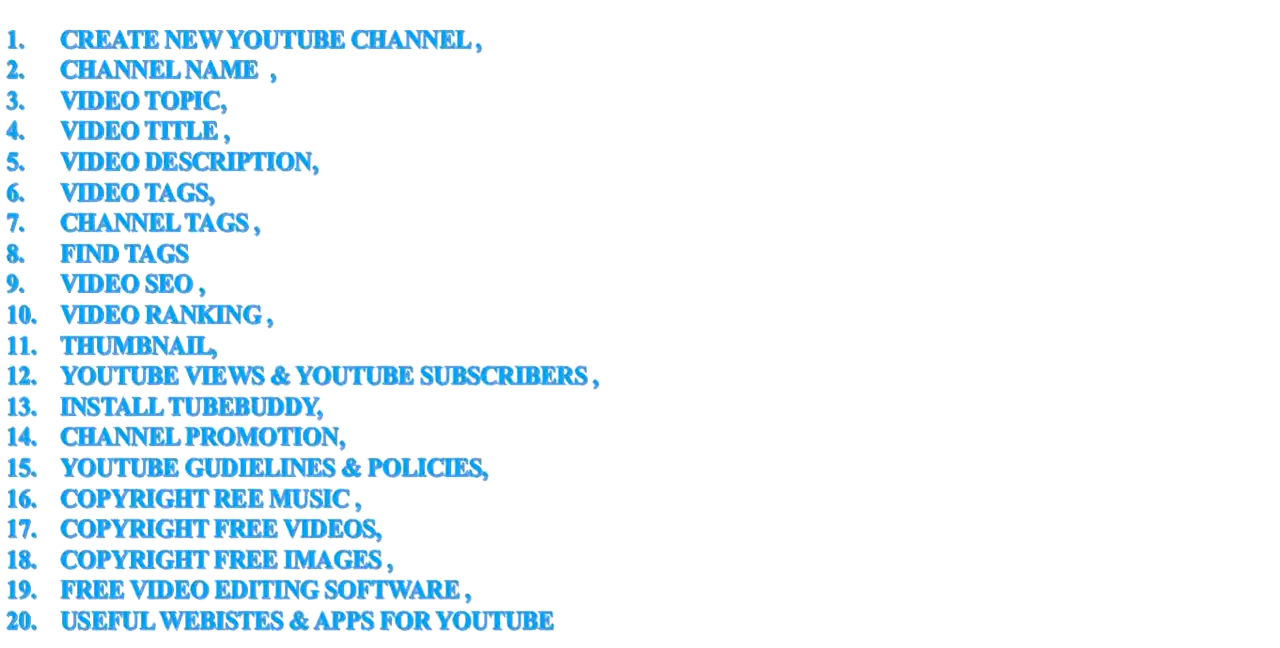 1. CREATE NEW YOUTUBE CHANNEL ,
2. CHANNEL NAME ,
3. VIDEO TOPIC,
4. VIDEO TITLE ,
5. VIDEO DESCRIPTION,
6. VIDEO TAGS,
7. CHANNEL TAGS ,
8. FIND TAGS
9. VIDEO SEO ,
10. VIDEO RANKING ,
11. THUMBNAIL,
12. YOUTUBE VIEWS & YOUTUBE SUBSCRIBERS ,
13. INSTALL TUBEBUDDY,
14. CHANNEL PROMOTION,
15. YOUTUBE GUDIELINES & POLICIES,
16. COPYRIGHT REE MUSIC ,
17. COPYRIGHT FREE VIDEOS,
18. COPYRIGHT FREE IMAGES ,
19. FREE VIDEO EDITING SOFTWARE ,
20. USEFUL WEBISTES & APPS FOR YOUTUBE